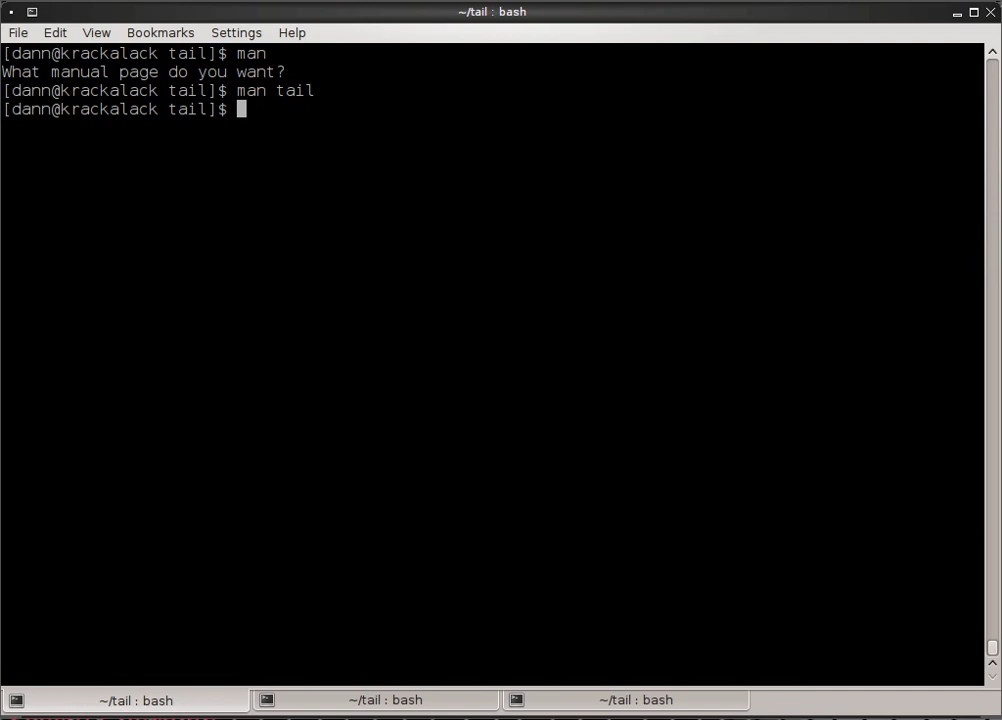 ~/tail : bash
File Edit View Bookmarks Settings Help
[dann@krackalack tail]$ man
What manual page do you want?
[dann@krackalack tail]$ man tail
[dann@krackalack tail]$
~/tail : bash ~/tail : bash ~/tail : bash